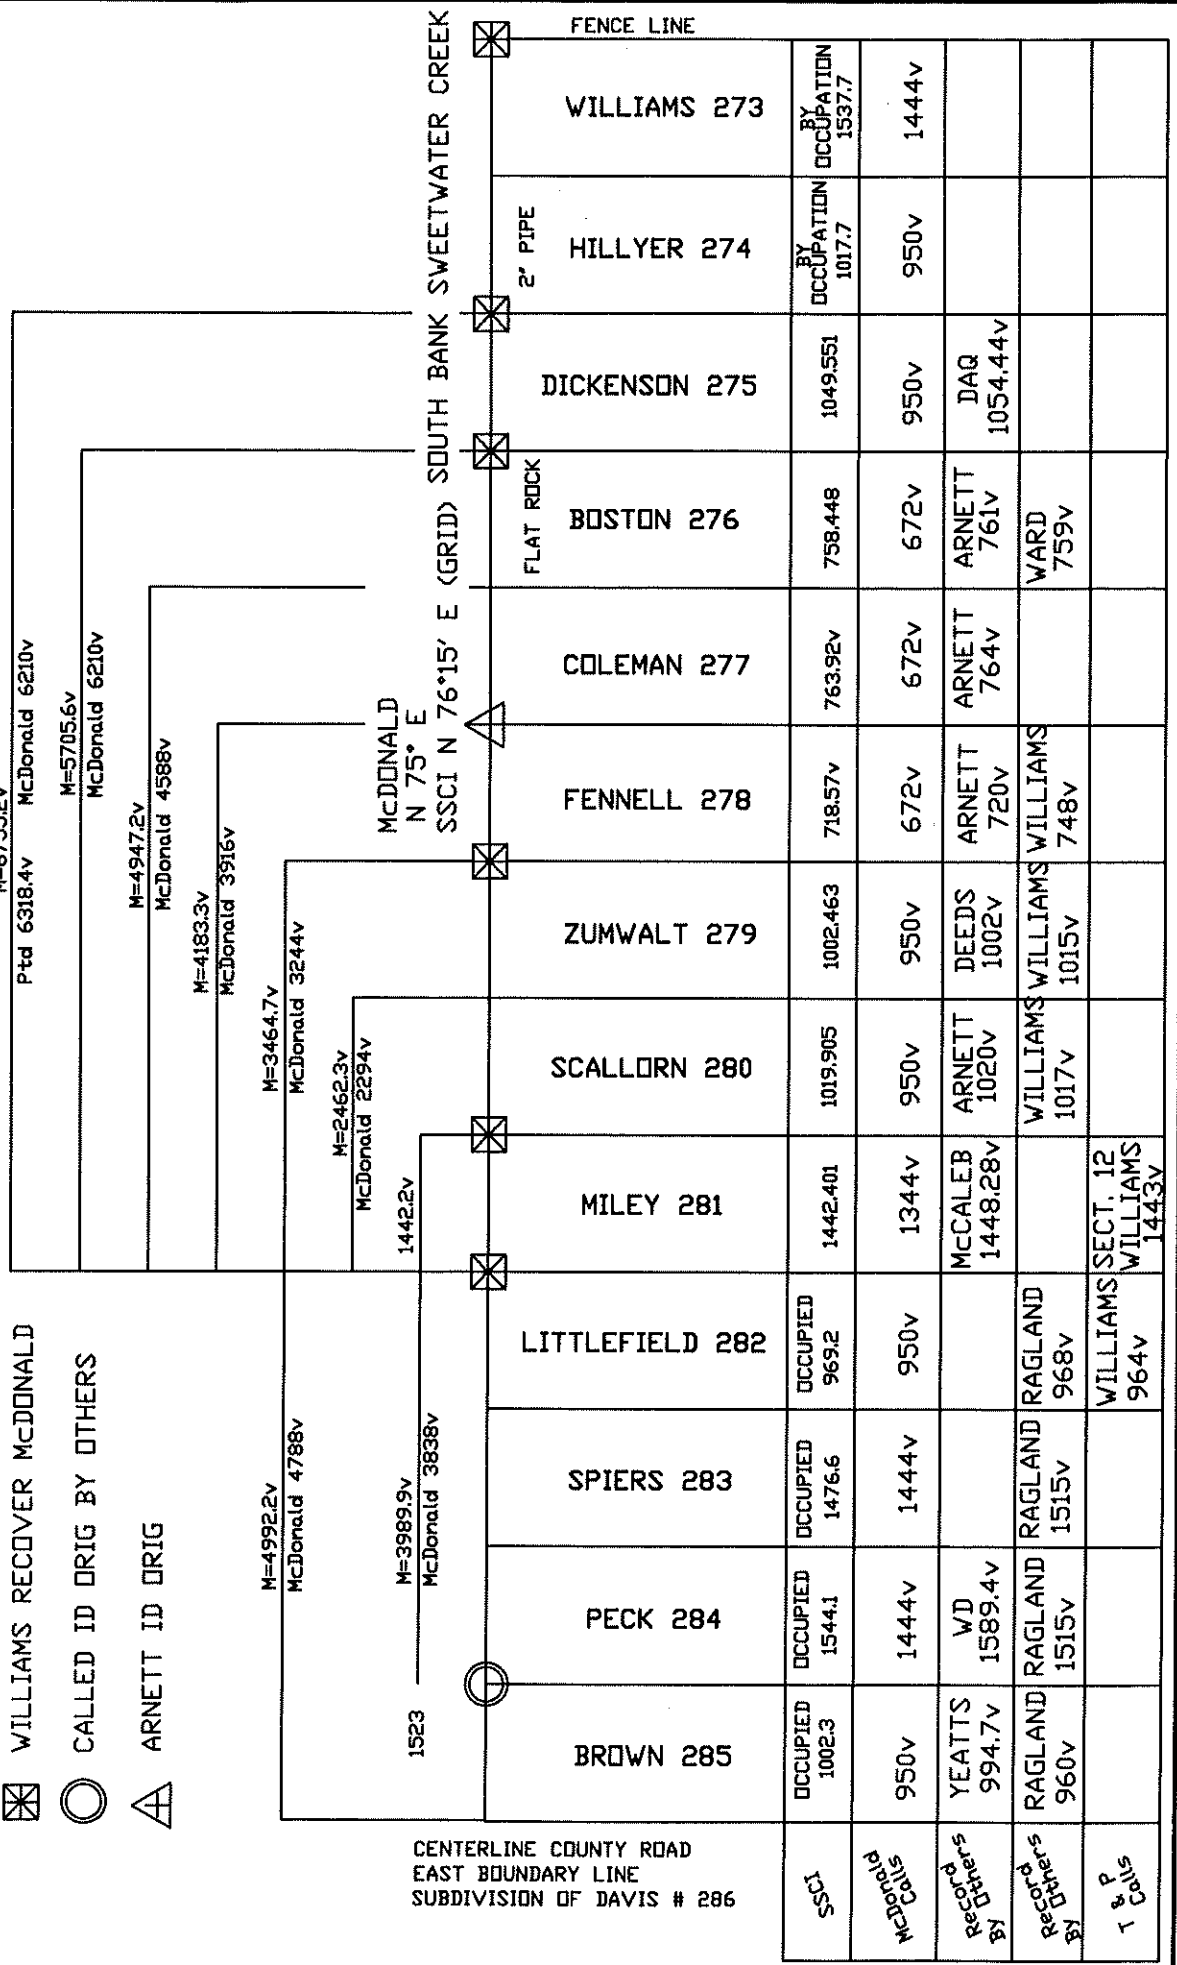 FENCE LINE
WILLIAMS 273
BY
OCCUPATION
1537.7
1444v
HILLYER 274
2" PIPE
BY
OCCUPATION
1017.7
950v
DICKENSON 275
1049.551
950v
DAQ
1054.44v
BOSTON 276
FLAT ROCK
758.448
672v
ARNETT
761v
WARD
759v
COLEMAN 277
763.92v
672v
ARNETT
764v
FENNELL 278
718.57v
672v
ARNETT
720v
WILLIAMS
748v
ZUMWALT 279
1002.463
950v
DEEDS
1002v
WILLIAMS
1015v
SCALLORN 280
1019.905
950v
ARNETT
1020v
WILLIAMS
1017v
MILEY 281
1442.401
1344v
McCALEB
1448.28v
SECT. 12
WILLIAMS
1443v
LITTLEFIELD 282
OCCUPIED
969.2
950v
RAGLAND
968v
WILLIAMS
964v
SPIERS 283
OCCUPIED
1476.6
1444v
RAGLAND
1515v
PECK 284
OCCUPIED
1544.1
1444v
WD
1589.4v
RAGLAND
1515v
BROWN 285
OCCUPIED
1002.3
950v
YEATTS
994.7v
RAGLAND
960v
SSCI
McDonald
Calls
Record
By Others
Record
By Others
T & P
Calls
McDONALD
N 75° E
SSCI N 76°15' E (GRID) SOUTH BANK SWEETWATER CREEK
Ptd 6318.4v McDonald 6210v
M=5705.6v
McDonald 6210v
M=4947.2v
McDonald 4588v
M=4183.3v
McDonald 3916v
M=3464.7v
McDonald 3244v
M=2462.3v
McDonald 2294v
1442.2v
M=4992.2v
McDonald 4788v
M=3989.9v
McDonald 3838v
1523
WILLIAMS RECOVER McDONALD
CALLED ID ORIG BY OTHERS
ARNETT ID ORIG
CENTERLINE COUNTY ROAD
EAST BOUNDARY LINE
SUBDIVISION OF DAVIS # 286